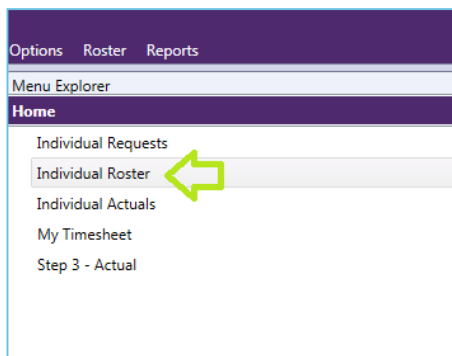 Options Roster Reports
Menu Explorer
Home
Individual Requests
Individual Roster
Individual Actuals
My Timesheet
Step 3 - Actual